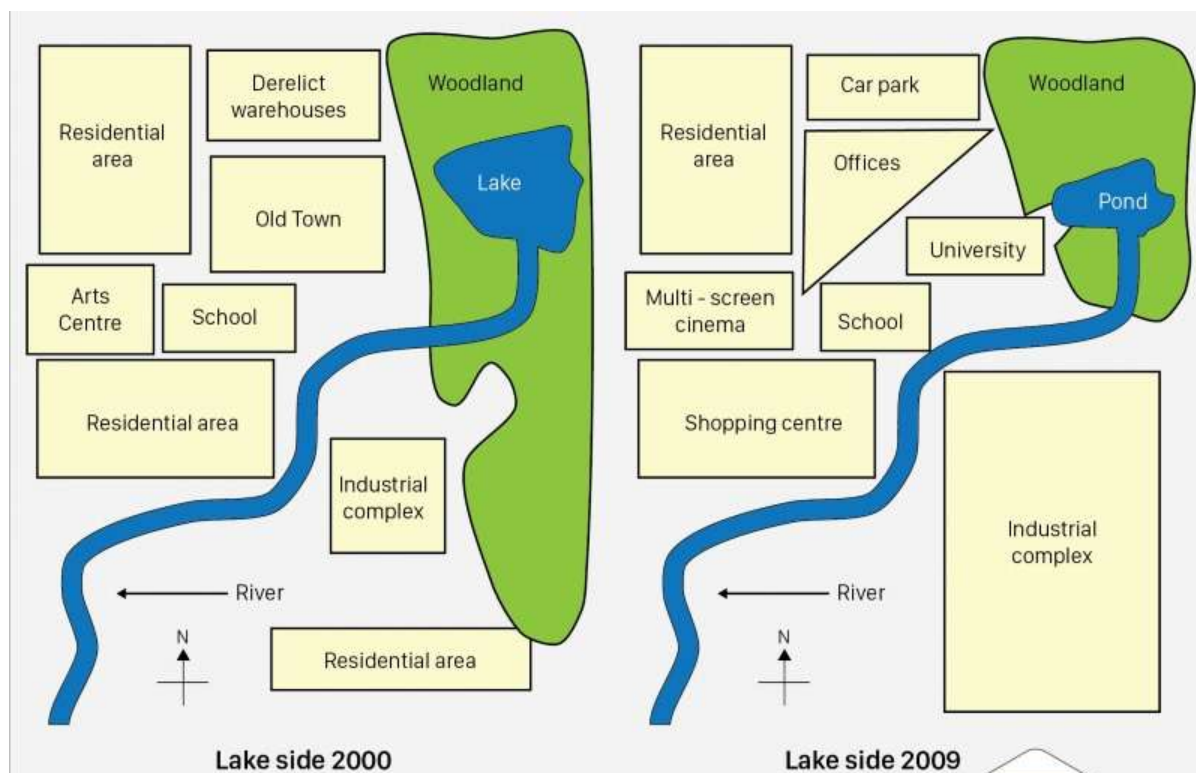 Residential
area
Derelict
warehouses
Woodland
Lake
Old Town
Arts
Centre
School
Residential area
Industrial
complex
River
N
Residential area
Lake side 2000
Residential
area
Car park
Woodland
Offices
Pond
University
Multi - screen
cinema
School
Shopping centre
Industrial
complex
River
N
Lake side 2009